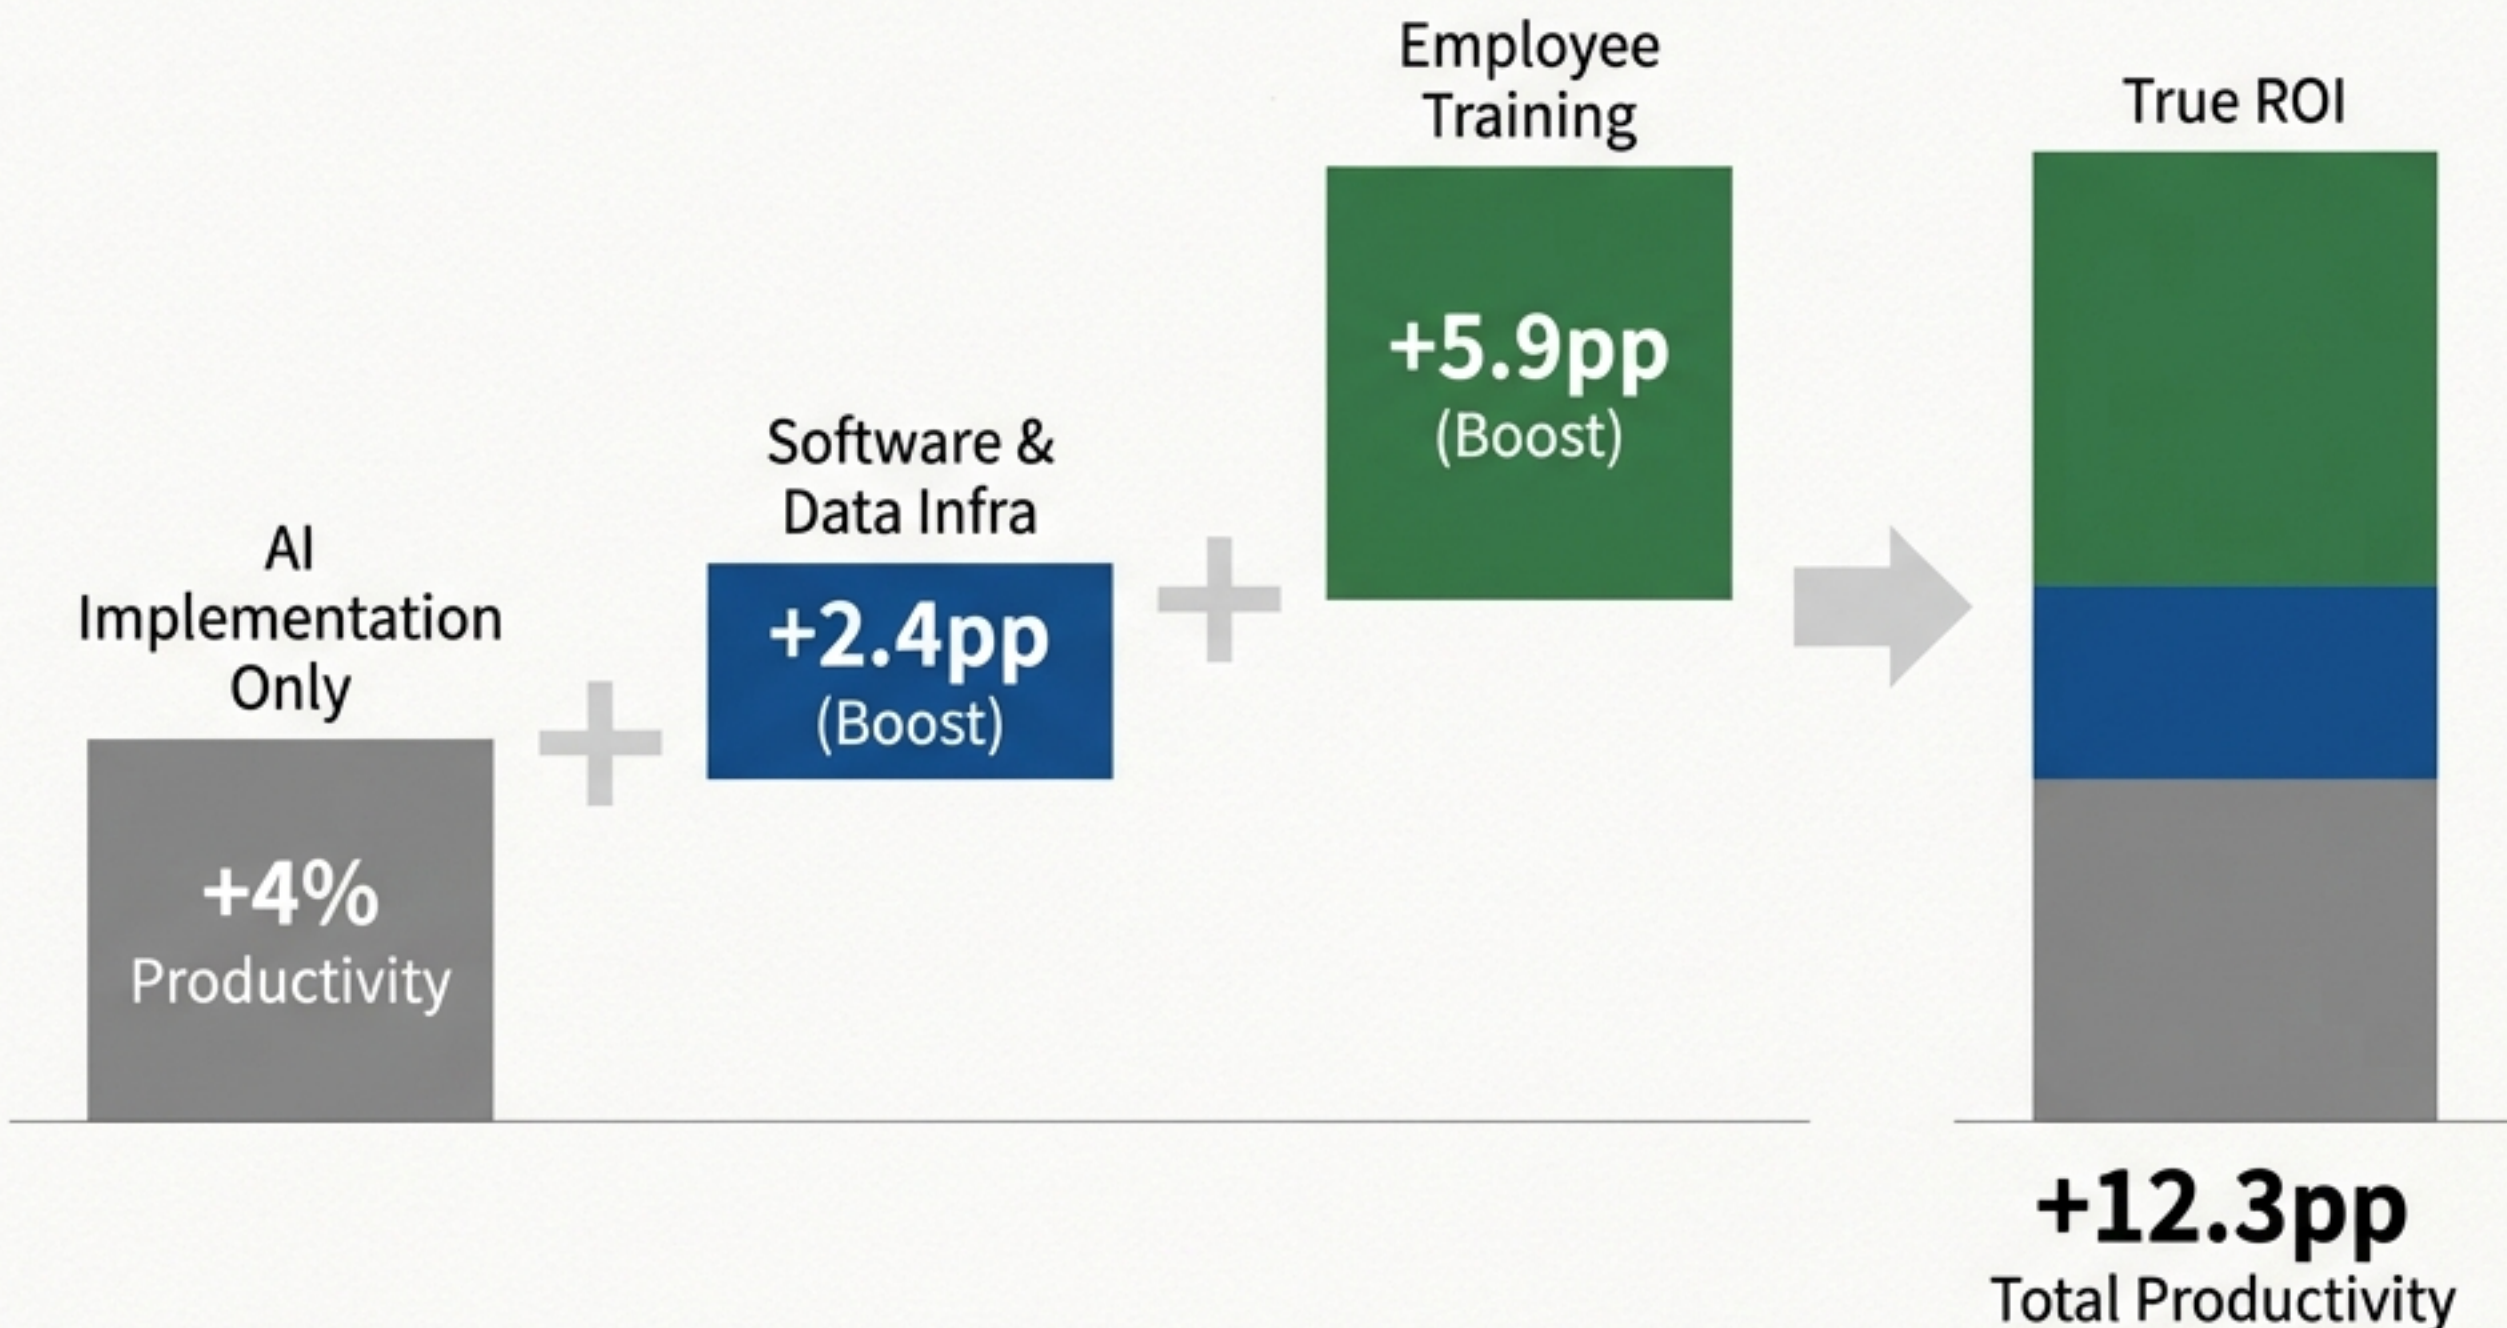 AI
Implementation
Only
+4%
Productivity
Software &
Data Infra
+2.4pp
(Boost)
Employee
Training
+5.9pp
(Boost)
True ROI
+12.3pp
Total Productivity